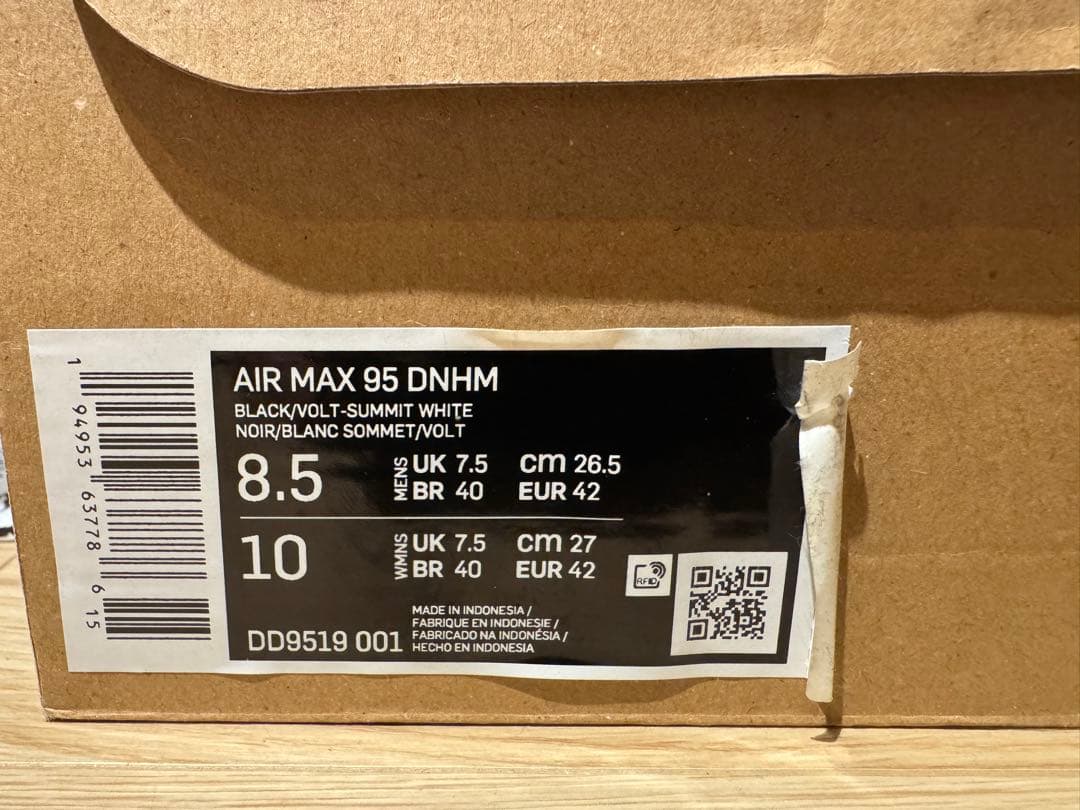 AIR MAX 95 DNHM
BLACK/VOLT-SUMMIT WHITE
NOIR/BLANC SOMMET/VOLT
8.5 MENS UK 7.5 cm 26.5
BR 40 EUR 42
10 WMNS UK 7.5 cm 27
BR 40 EUR 42
RFID
MADE IN INDONESIA /
FABRIQUE EN INDONESIE /
FABRICADO NA INDONÉSIA /
HECHO EN INDONESIA
DD9519 001
1 94953 63778 6 15